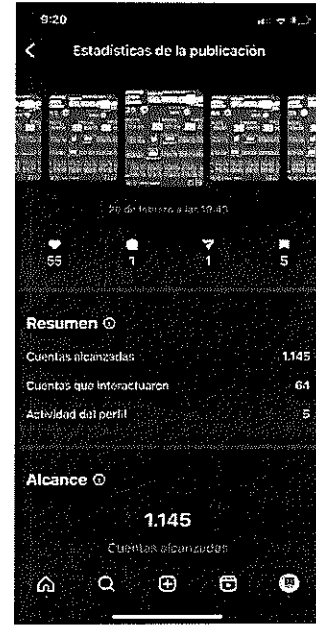 9:20
Estadísticas de la publicación
20 de febrero a las 10:40
55 1 1 5
Resumen
Cuentas alcanzadas 1.145
Cuentas que interactuaron 64
Actividad del perfil 5
Alcance
1.145
Cuentas alcanzadas